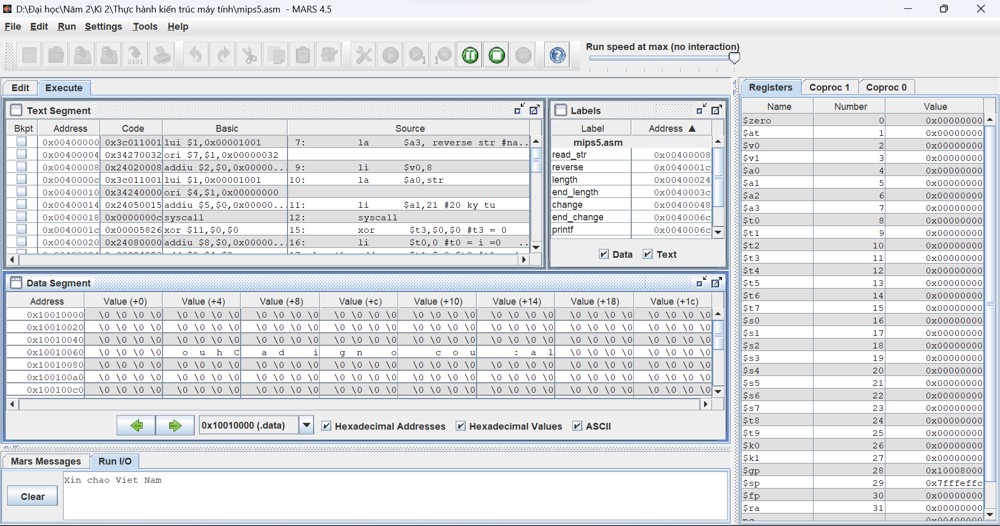 D:\Đại học\Năm 2\Kì 2\Thực hành kiến trúc máy tính\mips5.asm - MARS 4.5
File Edit Run Settings Tools Help
Run speed at max (no interaction)
Edit Execute
Text Segment
Bkpt Address Code Basic Source
0x00400000 0x3c011001 lui $1,0x00001001 7: la $a3, reverse str #na..
0x00400004 0x34270032 ori $7,$1,0x00000032
0x00400008 0x24020008 addiu $2,$0,0x00000... 9: li $v0,8
0x0040000c 0x3c011001 lui $1,0x00001001 10: la $a0,str
0x00400010 0x34240000 ori $4,$1,0x00000000
0x00400014 0x24050015 addiu $5,$0,0x00000... 11: li $a1,21 #20 ky tu
0x00400018 0x0000000c syscall 12: syscall
0x0040001c 0x00005826 xor $11,$0,$0 15: xor $t3,$0,$0 #t3 = 0
0x00400020 0x24080000 addiu $8,$0,0x00000... 16: li $t0,0 #t0 = i =0 ..
Labels
Label Address ▲
mips5.asm
read_str 0x00400008
reverse 0x0040001c
length 0x00400024
end_length 0x0040003c
change 0x00400048
end_change 0x0040006c
printf 0x0040006c
Data Text
Data Segment
Address Value (+0) Value (+4) Value (+8) Value (+c) Value (+10) Value (+14) Value (+18) Value (+1c)
0x10010000 \0 \0 \0 \0 \0 \0 \0 \0 \0 \0 \0 \0 \0 \0 \0 \0 \0 \0 \0 \0 \0 \0 \0 \0 \0 \0 \0 \0 \0 \0 \0 \0
0x10010020 \0 \0 \0 \0 \0 \0 \0 \0 \0 \0 \0 \0 \0 \0 \0 \0 \0 \0 \0 \0 \0 \0 \0 \0 \0 \0 \0 \0 \0 \0 \0 \0
0x10010040 \0 \0 \0 \0 \0 \0 \0 \0 \0 \0 \0 \0 \0 \0 \0 \0 \0 \0 \0 \0 \0 \0 \0 \0 \0 \0 \0 \0 \0 \0 \0 \0
0x10010060 \0 \0 \0 \0 o u h C a d i g n o c o u : a l \0 \0 \0 \0 \0 \0 \0 \0
0x10010080 \0 \0 \0 \0 \0 \0 \0 \0 \0 \0 \0 \0 \0 \0 \0 \0 \0 \0 \0 \0 \0 \0 \0 \0 \0 \0 \0 \0 \0 \0 \0 \0
0x100100a0 \0 \0 \0 \0 \0 \0 \0 \0 \0 \0 \0 \0 \0 \0 \0 \0 \0 \0 \0 \0 \0 \0 \0 \0 \0 \0 \0 \0 \0 \0 \0 \0
0x100100c0 \0 \0 \0 \0 \0 \0 \0 \0 \0 \0 \0 \0 \0 \0 \0 \0 \0 \0 \0 \0 \0 \0 \0 \0 \0 \0 \0 \0 \0 \0 \0 \0
0x10010000 (.data) Hexadecimal Addresses Hexadecimal Values ASCII
Mars Messages Run I/O
Clear
Xin chao Viet Nam
Registers Coproc 1 Coproc 0
Name Number Value
$zero 0 0x00000000
$at 1 0x00000000
$v0 2 0x00000000
$v1 3 0x00000000
$a0 4 0x00000000
$a1 5 0x00000000
$a2 6 0x00000000
$a3 7 0x00000000
$t0 8 0x00000000
$t1 9 0x00000000
$t2 10 0x00000000
$t3 11 0x00000000
$t4 12 0x00000000
$t5 13 0x00000000
$t6 14 0x00000000
$t7 15 0x00000000
$s0 16 0x00000000
$s1 17 0x00000000
$s2 18 0x00000000
$s3 19 0x00000000
$s4 20 0x00000000
$s5 21 0x00000000
$s6 22 0x00000000
$s7 23 0x00000000
$t8 24 0x00000000
$t9 25 0x00000000
$k0 26 0x00000000
$k1 27 0x00000000
$gp 28 0x10008000
$sp 29 0x7fffeffc
$fp 30 0x00000000
$ra 31 0x00000000